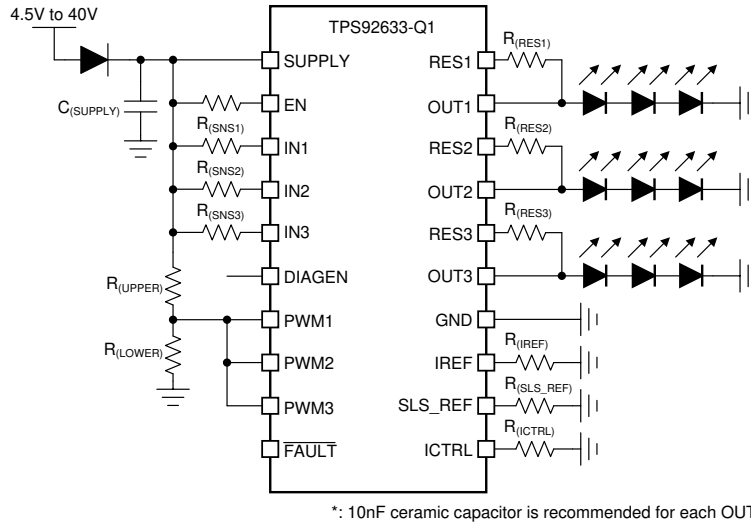 4.5V to 40V
TPS92633-Q1
SUPPLY
EN
IN1
IN2
IN3
DIAGEN
PWM1
PWM2
PWM3
FAULT
C(SUPPLY)
R(SNS1)
R(SNS2)
R(SNS3)
R(UPPER)
R(LOWER)
RES1
OUT1
RES2
OUT2
RES3
OUT3
GND
IREF
SLS_REF
ICTRL
R(RES1)
R(RES2)
R(RES3)
R(IREF)
R(SLS_REF)
R(ICTRL)
*: 10nF ceramic capacitor is recommended for each OUT